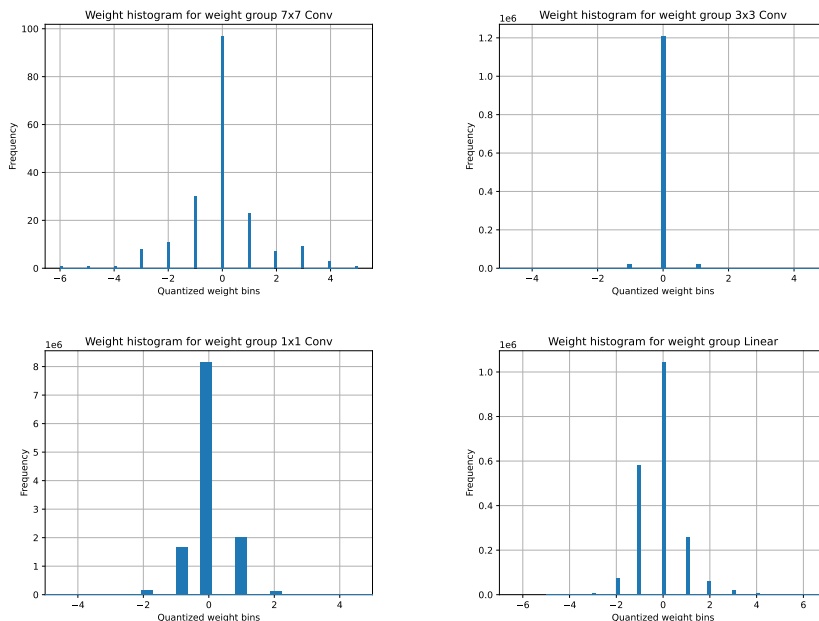 Weight histogram for weight group 7x7 Conv
100
80
60
40
20
0
Frequency
−6 −4 −2 0 2 4
Quantized weight bins
Weight histogram for weight group 3x3 Conv
1e6
1.2
1.0
0.8
0.6
0.4
0.2
0.0
Frequency
−4 −2 0 2 4
Quantized weight bins
Weight histogram for weight group 1x1 Conv
1e6
8
7
6
5
4
3
2
1
0
Frequency
−4 −2 0 2 4
Quantized weight bins
Weight histogram for weight group Linear
1e6
1.0
0.8
0.6
0.4
0.2
0.0
Frequency
−6 −4 −2 0 2 4 6
Quantized weight bins